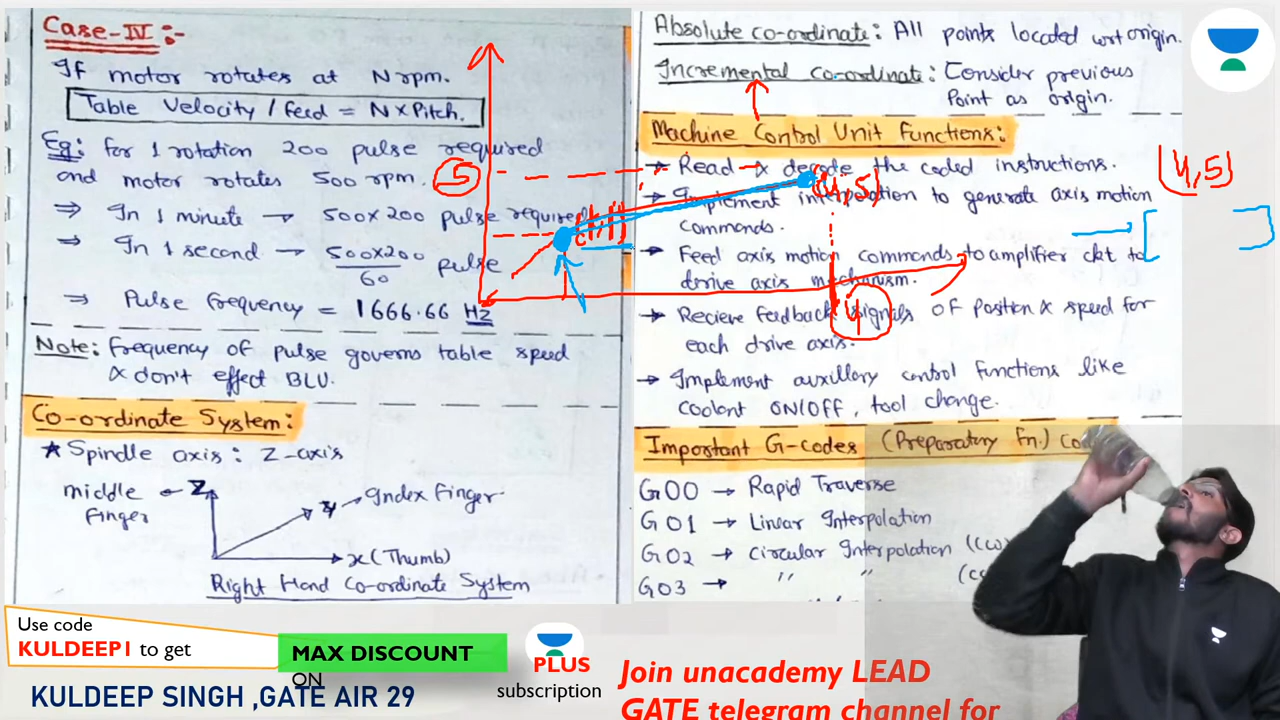 Case-IV :-
If motor rotates at N rpm.
Table Velocity / feed = N×Pitch.
Eg: for 1 rotation 200 pulse required
and motor rotates 500 rpm.
⇒ In 1 minute → 500×200 pulse required
⇒ In 1 second → 500×200/60 pulse
⇒ Pulse frequency = 1666.66 Hz
Note: Frequency of pulse governs table speed
& don't effect BLU.
Co-ordinate System:
★ Spindle axis: Z-axis
middle finger ← Z
y → Index Finger
x (Thumb)
Right Hand Co-ordinate System
Absolute co-ordinate: All points located wrt origin.
Incremental co-ordinate: Consider previous
Point as origin.
Machine Control Unit Functions:
→ Read & decode the coded instructions.
→ Implement interpolation to generate axis motion
commands.
→ Feed axis motion commands to amplifier ckt to
drive axis mechanism.
→ Recieve feedback signals of position & speed for
each drive axis.
→ Implement auxillory control functions like
coolant ON/OFF, tool change.
Important G-codes (Preparatory Fn.)
G00 → Rapid Traverse
G01 → Linear Interpolation
G02 → Circular Interpolation (CW)
G03 → " "
5
(1,1)
(4,5)
4
(4,5)
Use code
KULDEEP1 to get
MAX DISCOUNT
ON
KULDEEP SINGH ,GATE AIR 29
PLUS
subscription
Join unacademy LEAD
GATE telegram channel for